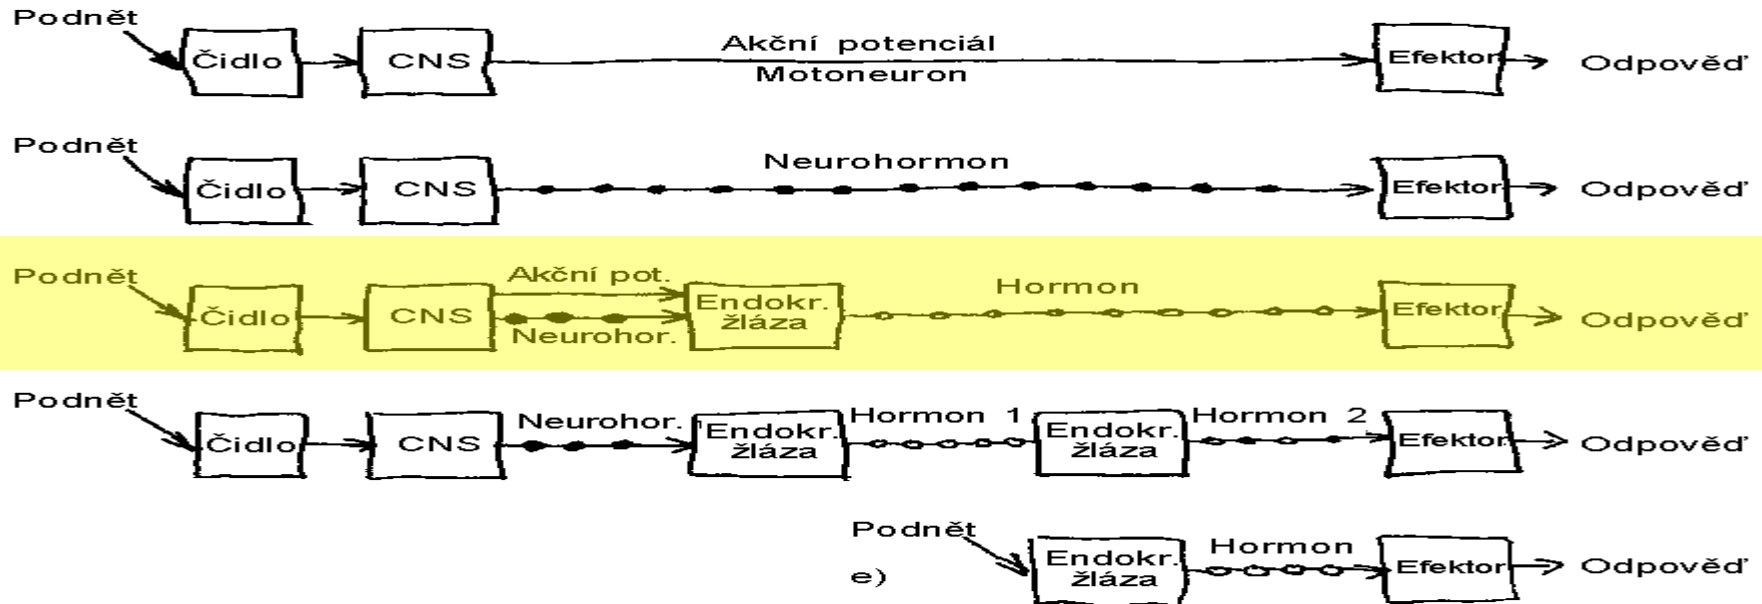 Podnět
Čidlo CNS Akční potenciál Motoneuron Efektor Odpověď
Podnět
Čidlo CNS Neurohormon Efektor Odpověď
Podnět
Čidlo CNS Akční pot. Neurohor. Endokr. žláza Hormon Efektor Odpověď
Podnět
Čidlo CNS Neurohor. Endokr. žláza Hormon 1 Endokr. žláza Hormon 2 Efektor Odpověď
Podnět
e) Endokr. žláza Hormon Efektor Odpověď